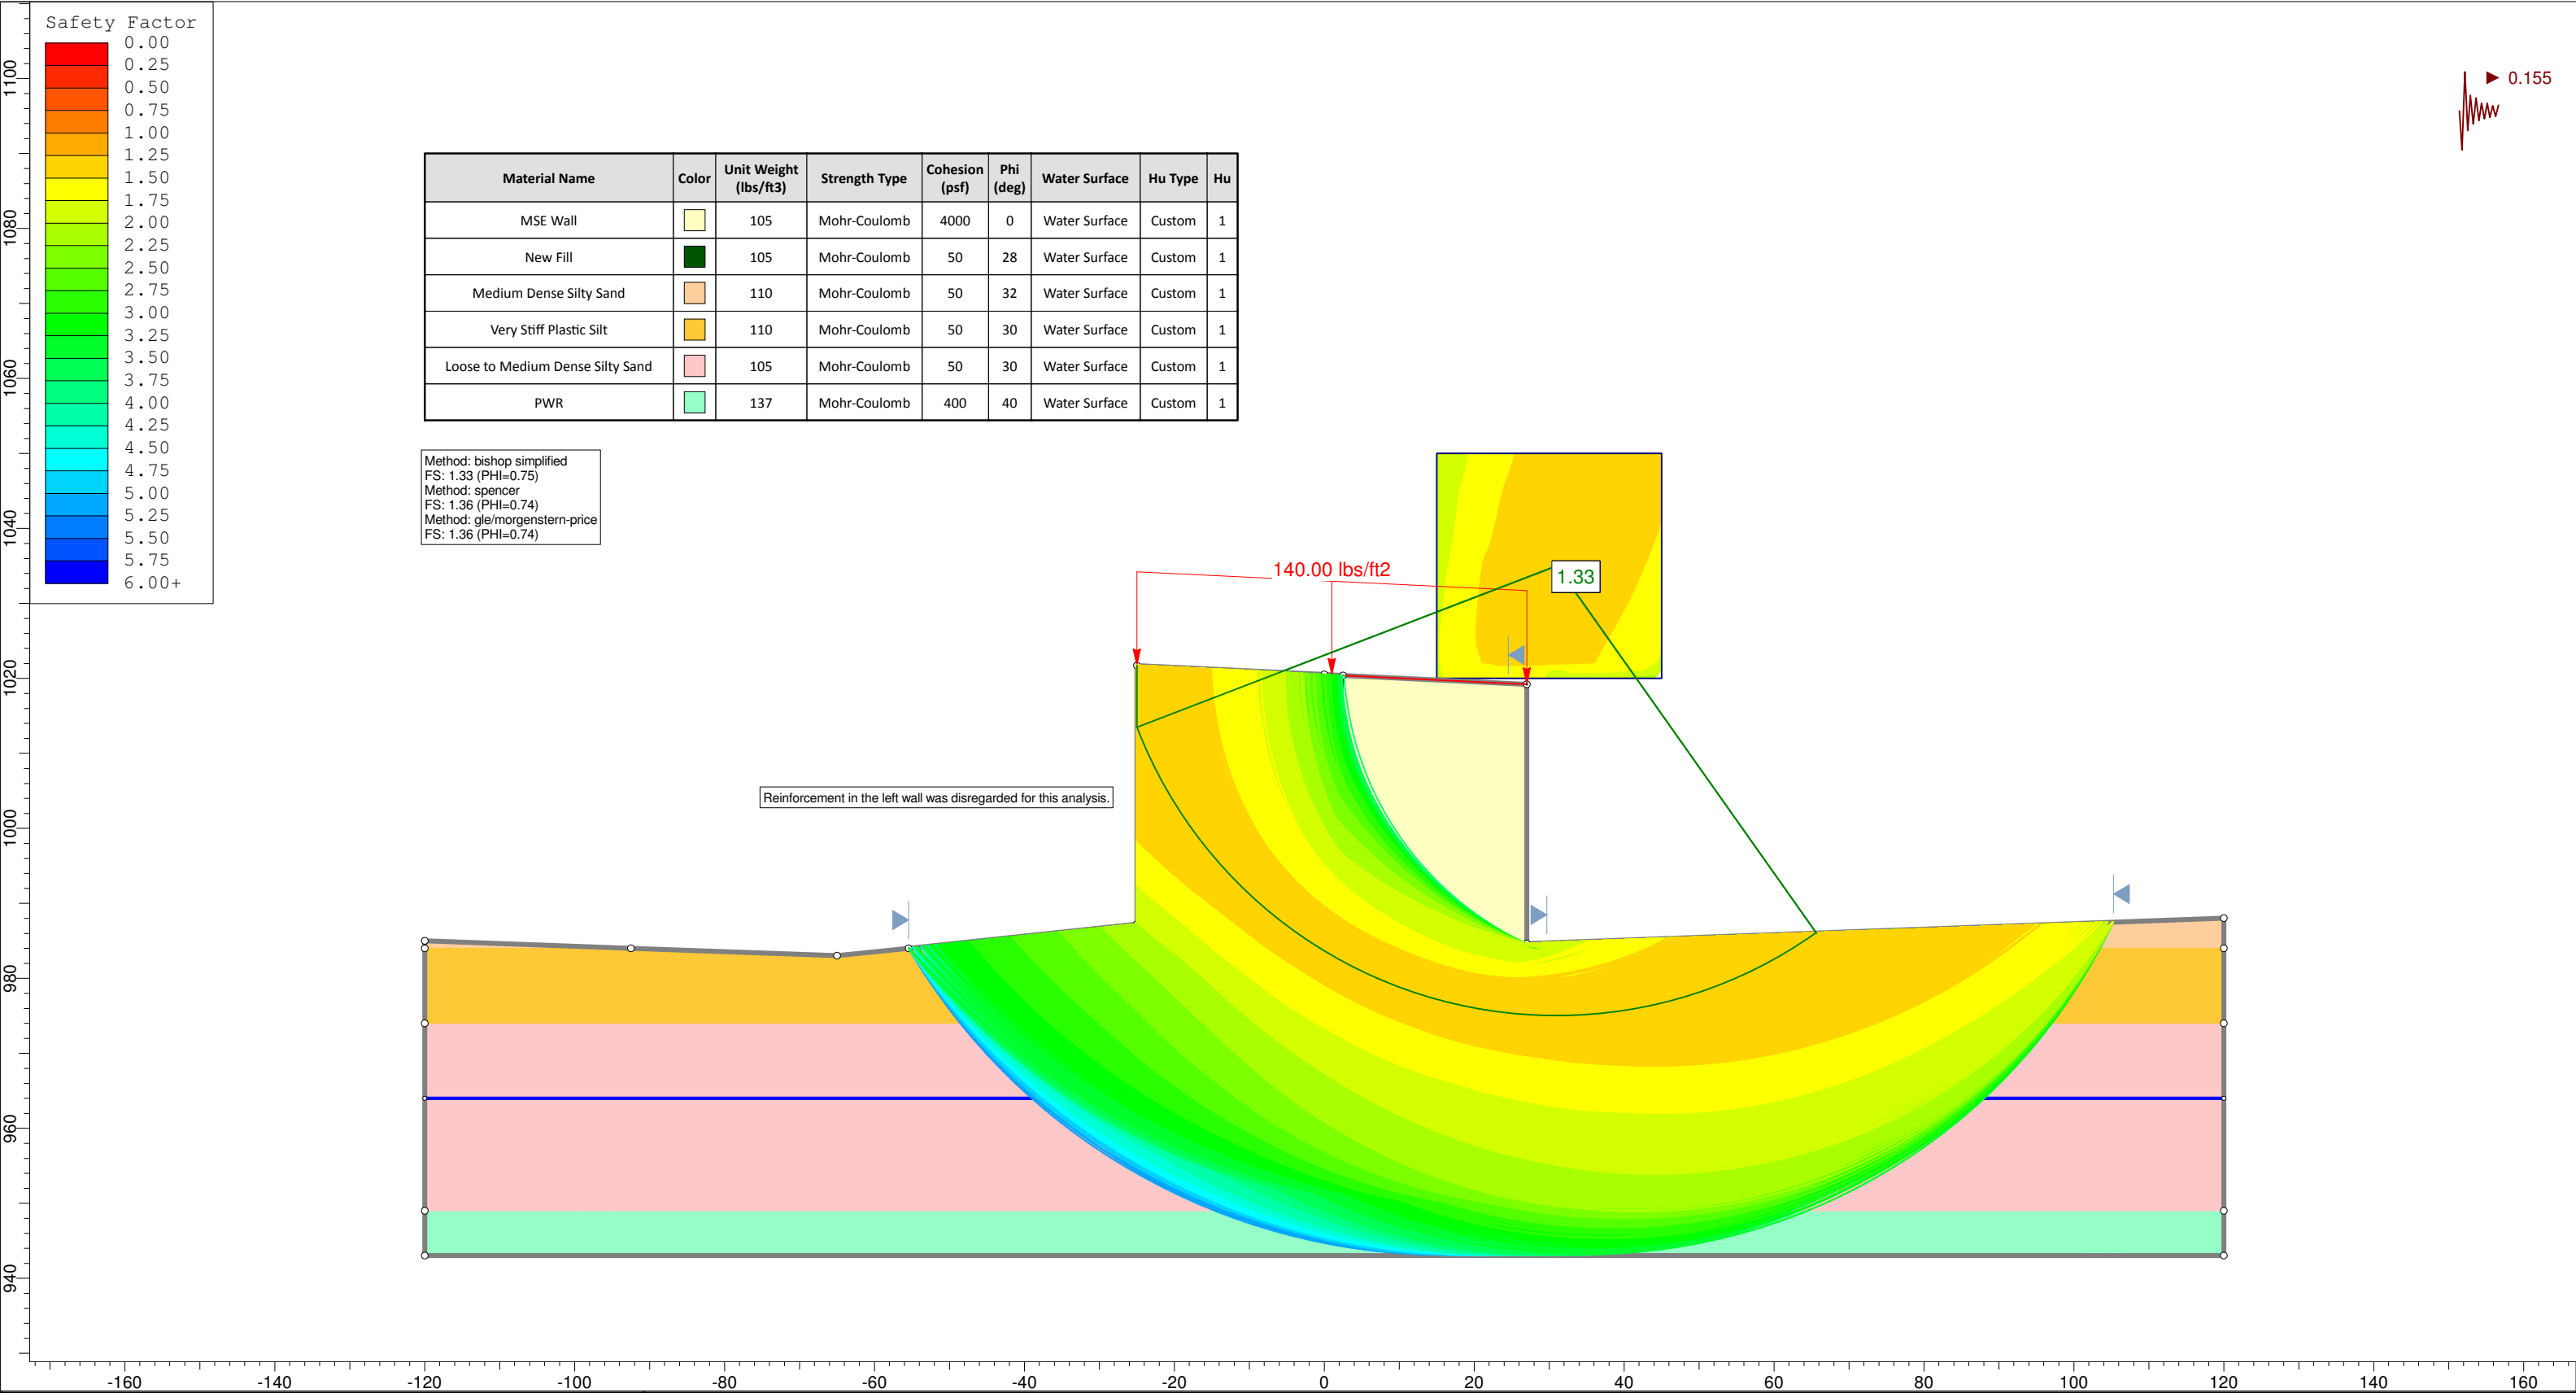 Safety Factor
0.00
0.25
0.50
0.75
1.00
1.25
1.50
1.75
2.00
2.25
2.50
2.75
3.00
3.25
3.50
3.75
4.00
4.25
4.50
4.75
5.00
5.25
5.50
5.75
6.00+
0.155
Material Name Color Unit Weight (lbs/ft3) Strength Type Cohesion (psf) Phi (deg) Water Surface Hu Type Hu
MSE Wall 105 Mohr-Coulomb 4000 0 Water Surface Custom 1
New Fill 105 Mohr-Coulomb 50 28 Water Surface Custom 1
Medium Dense Silty Sand 110 Mohr-Coulomb 50 32 Water Surface Custom 1
Very Stiff Plastic Silt 110 Mohr-Coulomb 50 30 Water Surface Custom 1
Loose to Medium Dense Silty Sand 105 Mohr-Coulomb 50 30 Water Surface Custom 1
PWR 137 Mohr-Coulomb 400 40 Water Surface Custom 1
Method: bishop simplified
FS: 1.33 (PHI=0.75)
Method: spencer
FS: 1.36 (PHI=0.74)
Method: gle/morgenstern-price
FS: 1.36 (PHI=0.74)
140.00 lbs/ft2
1.33
Reinforcement in the left wall was disregarded for this analysis.
1100
1080
1060
1040
1020
1000
980
960
940
-160 -140 -120 -100 -80 -60 -40 -20 0 20 40 60 80 100 120 140 160